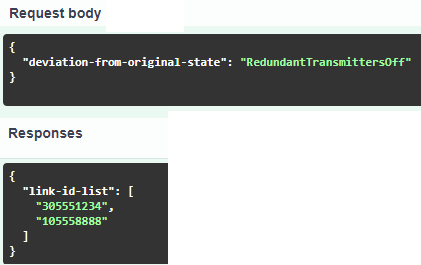 Request body
{
"deviation-from-original-state": "RedundantTransmittersOff"
}
Responses
{
"link-id-list": [
"305551234",
"105558888"
]
}